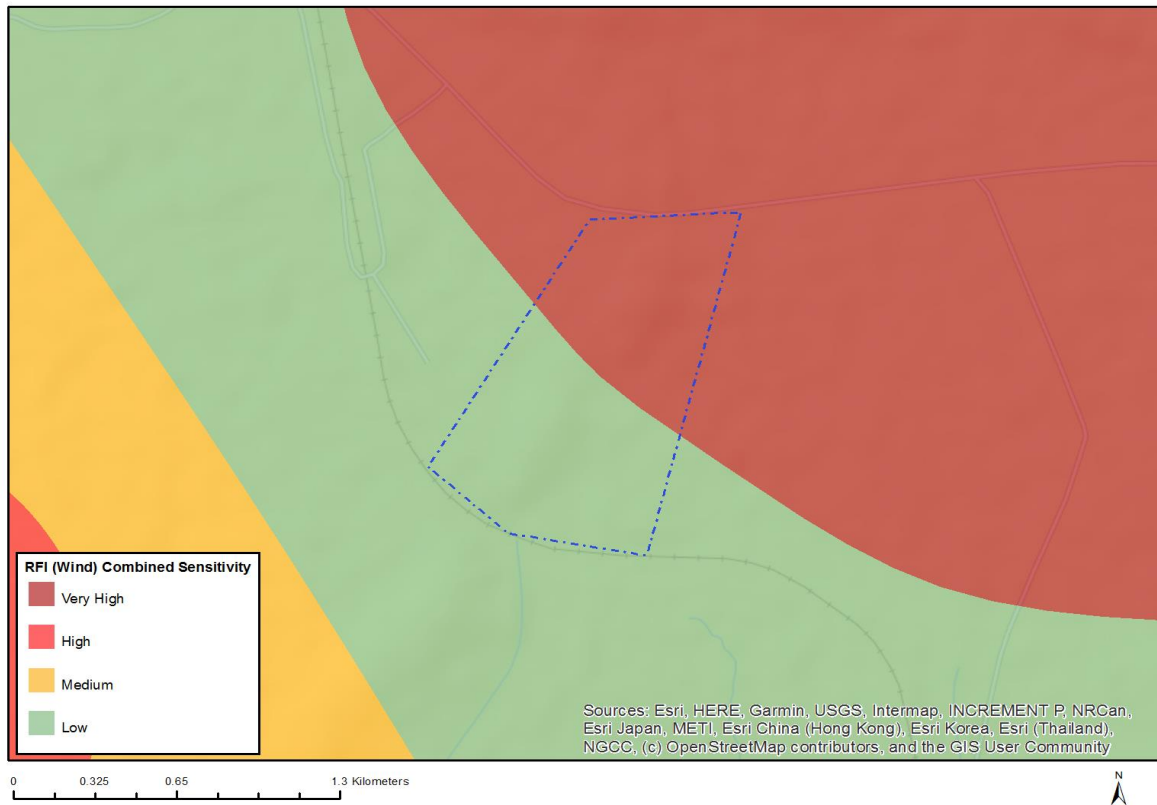 RFI (Wind) Combined Sensitivity
Very High
High
Medium
Low
Sources: Esri, HERE, Garmin, USGS, Intermap, INCREMENT P, NRCan,
Esri Japan, METI, Esri China (Hong Kong), Esri Korea, Esri (Thailand),
NGCC, (c) OpenStreetMap contributors, and the GIS User Community
0 0.325 0.65 1.3 Kilometers
N